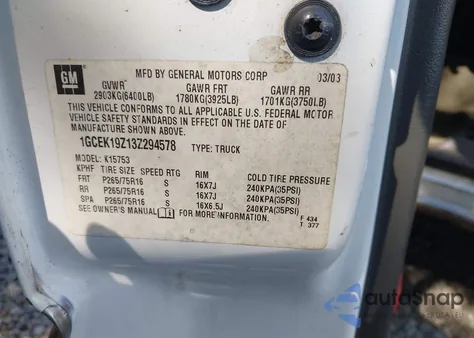 GM
MFD BY GENERAL MOTORS CORP 03/03
GVWR GAWR FRT GAWR RR
2903KG(6400LB) 1780KG(3925LB) 1701KG(3750LB)
THIS VEHICLE CONFORMS TO ALL APPLICABLE U.S. FEDERAL MOTOR
VEHICLE SAFETY STANDARDS IN EFFECT ON THE DATE OF
MANUFACTURE SHOWN ABOVE.
1GCEK19Z13Z294578 TYPE: TRUCK
MODEL: K15753
KPHF TIRE SIZE SPEED RTG RIM COLD TIRE PRESSURE
FRT P265/75R16 S 16X7J 240KPA(35PSI)
RR P265/75R16 S 16X7J 240KPA(35PSI)
SPA P265/75R16 S 16X6.5J 240KPA(35PSI)
SEE OWNER'S MANUAL i FOR MORE INFORMATION.
F 434
T 377
autoSnap